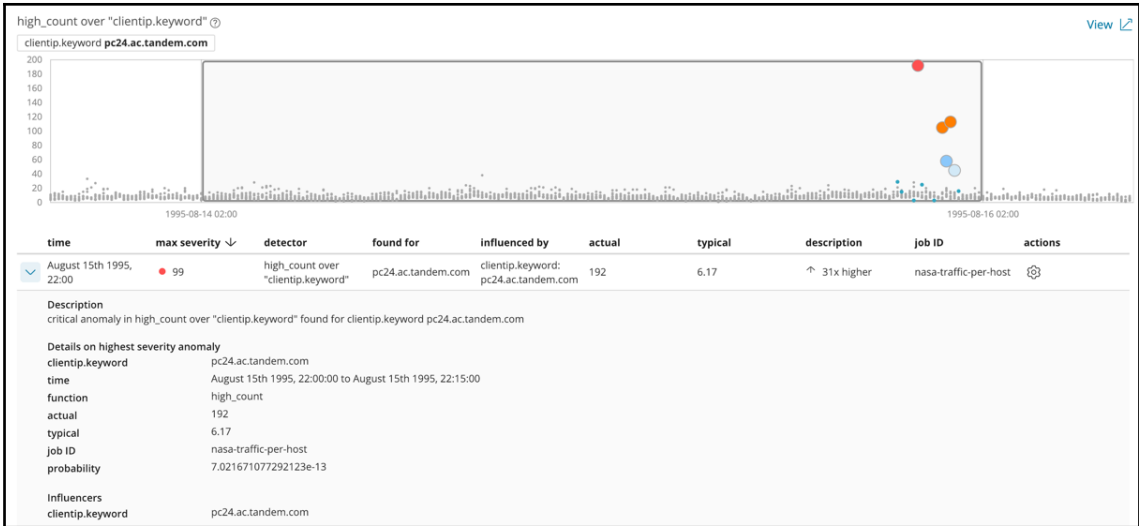 high_count over "clientip.keyword"
View
clientip.keyword pc24.ac.tandem.com
200
180
160
140
120
100
80
60
40
20
0
1995-08-14 02:00 1995-08-16 02:00
time max severity detector found for influenced by actual typical description job ID actions
August 15th 1995, 22:00 99 high_count over "clientip.keyword" pc24.ac.tandem.com clientip.keyword: pc24.ac.tandem.com 192 6.17 ↑ 31x higher nasa-traffic-per-host
Description
critical anomaly in high_count over "clientip.keyword" found for clientip.keyword pc24.ac.tandem.com
Details on highest severity anomaly
clientip.keyword pc24.ac.tandem.com
time August 15th 1995, 22:00:00 to August 15th 1995, 22:15:00
function high_count
actual 192
typical 6.17
job ID nasa-traffic-per-host
probability 7.021671077292123e-13
Influencers
clientip.keyword pc24.ac.tandem.com